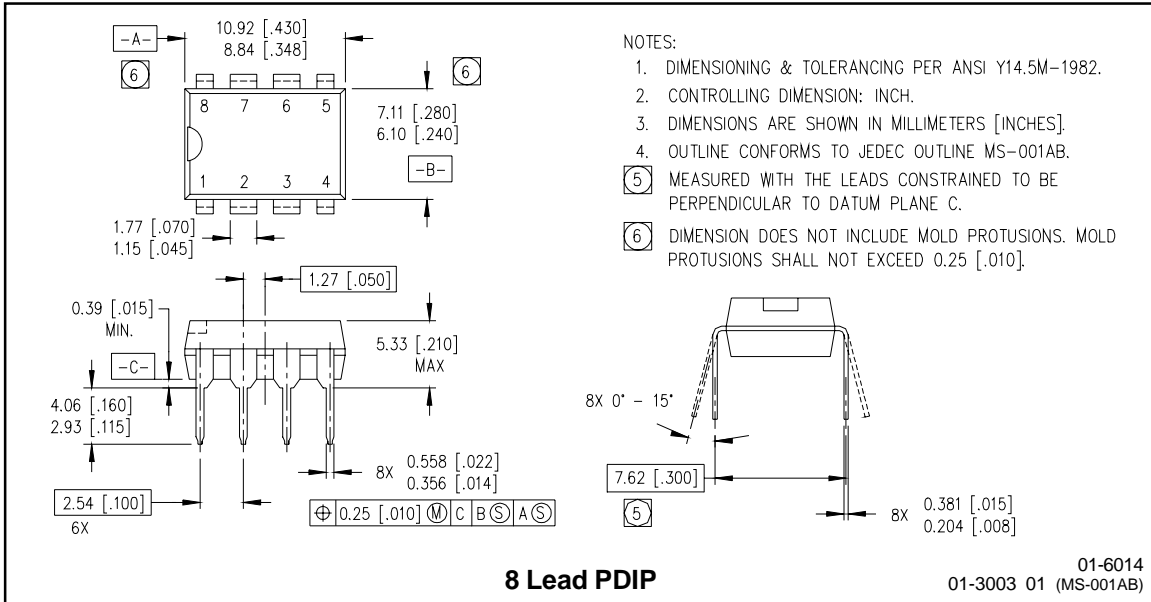 -A-
10.92 [.430]
8.84 [.348]
6
6
8 7 6 5
1 2 3 4
7.11 [.280]
6.10 [.240]
-B-
1.77 [.070]
1.15 [.045]
1.27 [.050]
0.39 [.015]
MIN.
-C-
5.33 [.210]
MAX
4.06 [.160]
2.93 [.115]
2.54 [.100]
6X
8X 0.558 [.022]
0.356 [.014]
⌖ 0.25 [.010] Ⓜ C B Ⓢ A Ⓢ
NOTES:
1. DIMENSIONING & TOLERANCING PER ANSI Y14.5M-1982.
2. CONTROLLING DIMENSION: INCH.
3. DIMENSIONS ARE SHOWN IN MILLIMETERS [INCHES].
4. OUTLINE CONFORMS TO JEDEC OUTLINE MS-001AB.
5 MEASURED WITH THE LEADS CONSTRAINED TO BE
PERPENDICULAR TO DATUM PLANE C.
6 DIMENSION DOES NOT INCLUDE MOLD PROTUSIONS. MOLD
PROTUSIONS SHALL NOT EXCEED 0.25 [.010].
8X 0° - 15°
7.62 [.300]
5
8X 0.381 [.015]
0.204 [.008]
8 Lead PDIP
01-6014
01-3003 01 (MS-001AB)